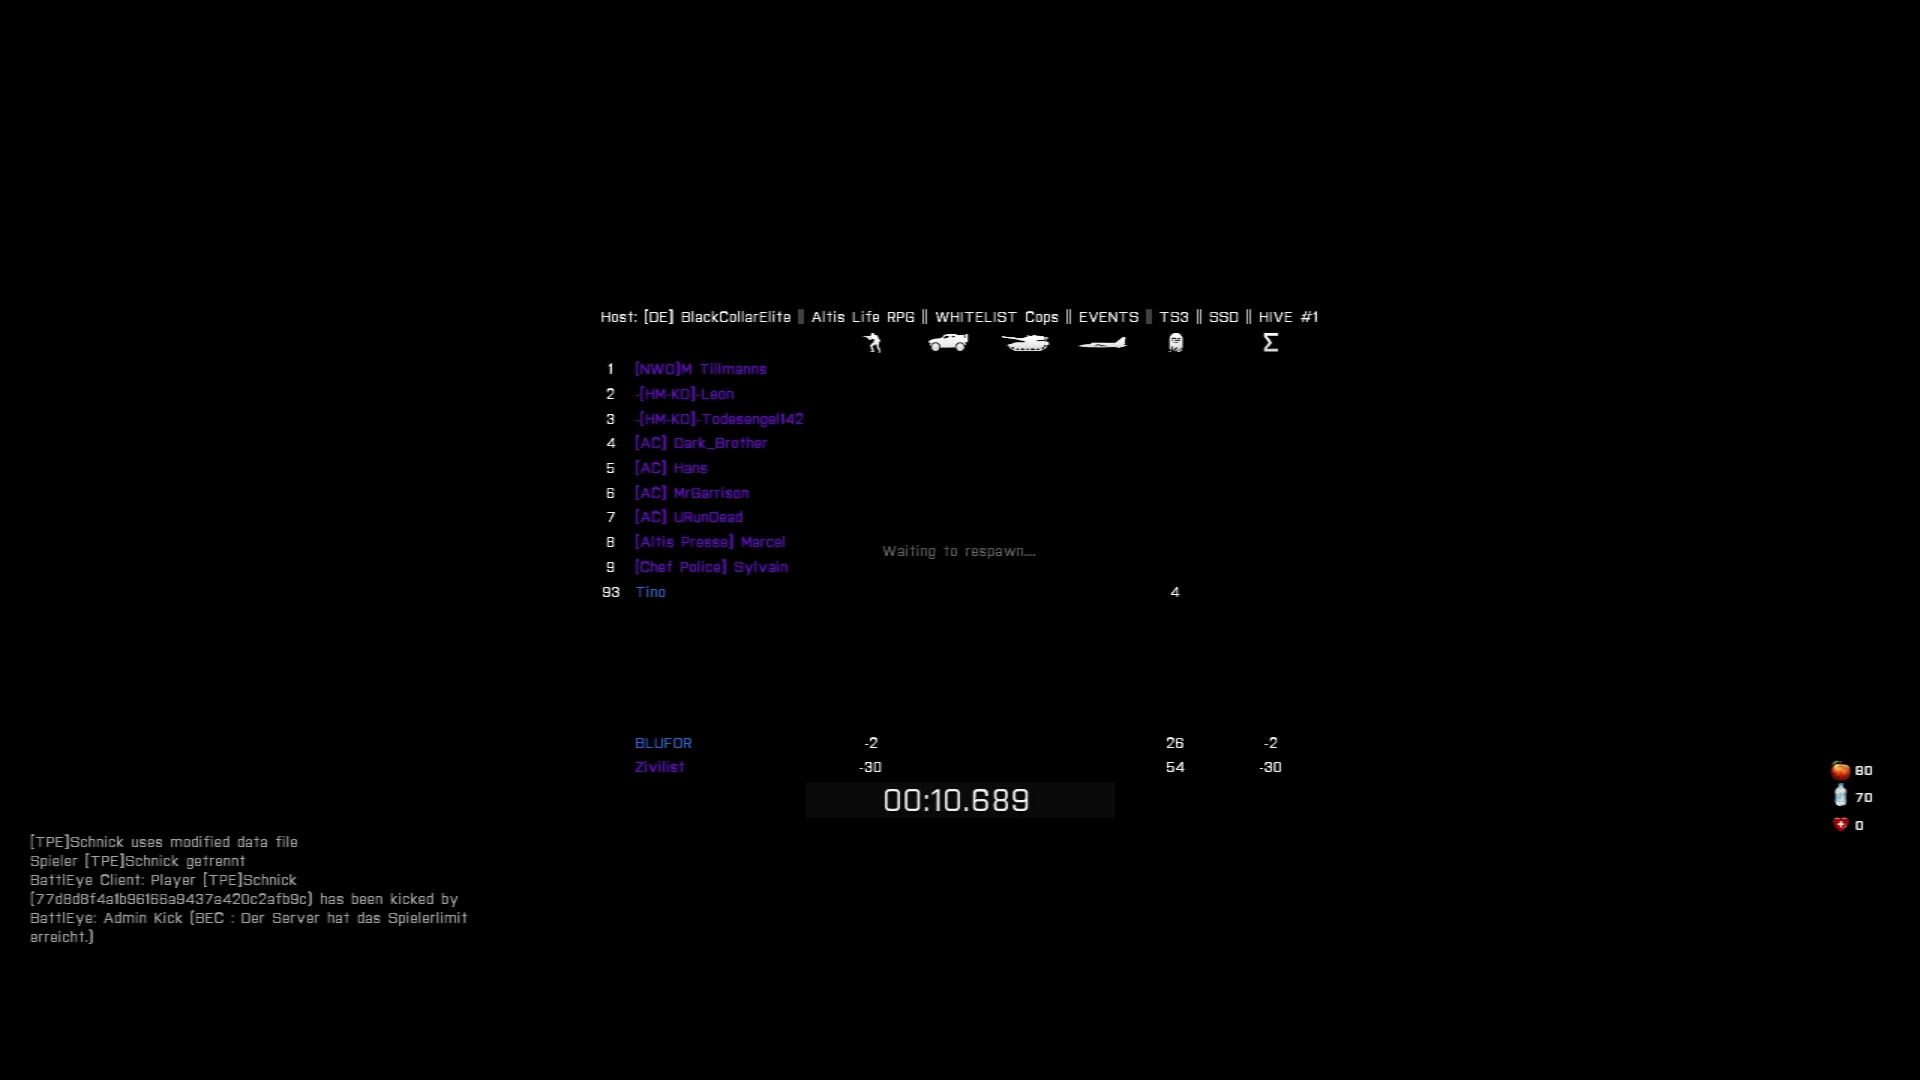 Host: [DE] BlackCollarElite || Altis Life RPG || WHITELIST Cops || EVENTS || TS3 || SSD || HIVE #1
Σ
1 [NWO]M Tillmanns
2 -[HM-KO]-Leon
3 -[HM-KO]-Todesengel142
4 [AC] Dark_Brother
5 [AC] Hans
6 [AC] MrGarrison
7 [AC] URunDead
8 [Altis Presse] Marcel
Waiting to respawn....
9 [Chef Police] Sylvain
93 Tino 4
BLUFOR -2 26 -2
Zivilist -30 54 -30
00:10.689
80
70
0
[TPE]Schnick uses modified data file
Spieler [TPE]Schnick getrennt
BattlEye Client: Player [TPE]Schnick
(77d8d8f4a1b96166a9437a420c2afb9c) has been kicked by
BattlEye: Admin Kick (BEC : Der Server hat das Spielerlimit
erreicht.)